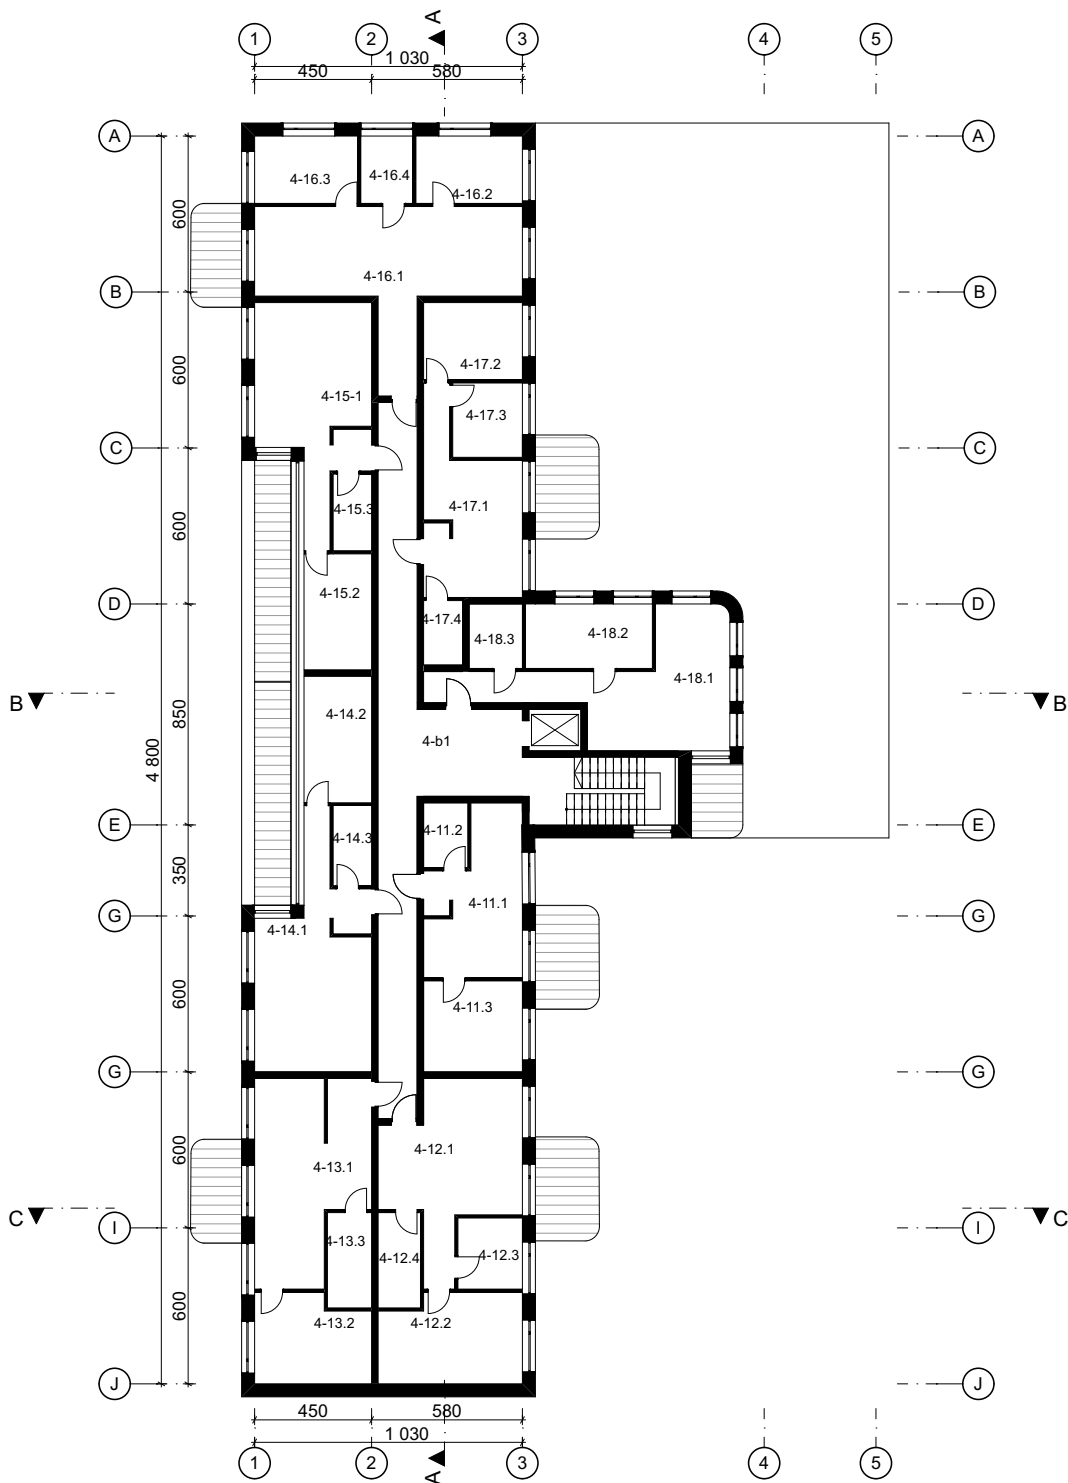 A
1 2 3 4 5
1 030
450 580
A A
4-16.3 4-16.4 4-16.2
600
4-16.1
B B
4-17.2
600
4-15-1
4-17.3
C C
4-15.3 4-17.1
600
4-15.2
D D
4-17.4 4-18.3 4-18.2
4-18.1
B B
4-14.2
850
4-b1
4 800
E E
4-14.3 4-11.2
350
4-11.1
G G
4-14.1
600
4-11.3
G G
4-12.1
600
4-13.1
C C
I I
4-13.3 4-12.4 4-12.3
600
4-13.2 4-12.2
J J
450 580
1 030
1 2 3 4 5
A